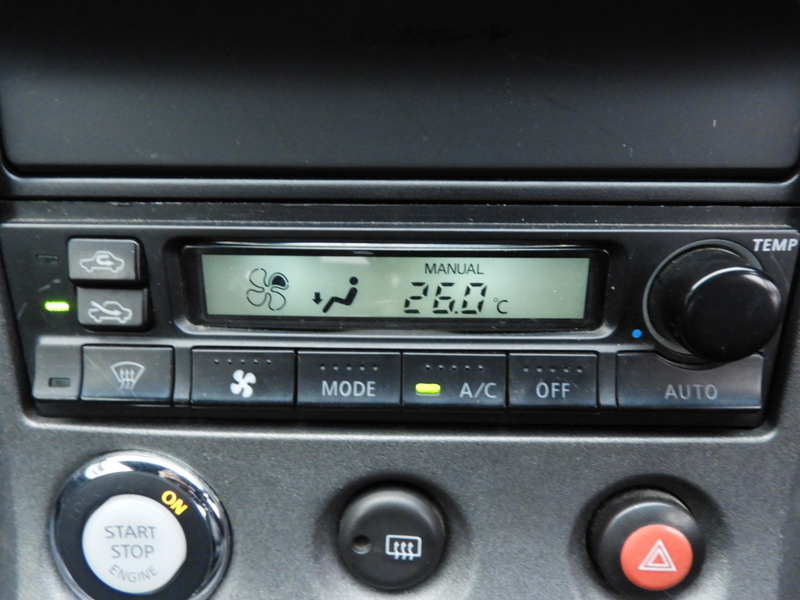 TEMP
MANUAL
26.0 °C
MODE
A/C
OFF
AUTO
ON
START
STOP
ENGINE